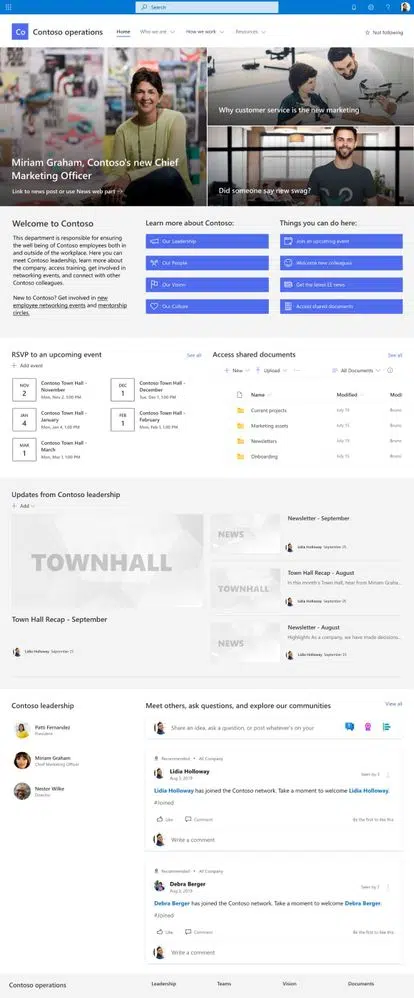 Search
Co Contoso operations Home Who we are How we work Resources Not following
Why customer service is the new marketing
Miriam Graham, Contoso's new Chief
Marketing Officer
Link to news post or use News web part →
Did someone say new swag?
Welcome to Contoso
This department is responsible for ensuring
the well being of Contoso employees both in
and outside of the workplace. Here you can
meet Contoso leadership, learn more about
the company, access training, get involved in
networking events, and connect with other
Contoso colleagues.
New to Contoso? Get involved in new
employee networking events and mentorship
circles.
Learn more about Contoso:
Our Leadership
Our People
Our Vision
Our Culture
Things you can do here:
Join an upcoming event
Welcome new colleagues
Get the latest EE news
Access shared documents
RSVP to an upcoming event See all
+ Add event
NOV
2
Contoso Town Hall -
November
Mon, Nov 2, 1:00 PM
DEC
1
Contoso Town Hall -
December
Tue, Dec 1, 1:00 PM
JAN
4
Contoso Town Hall -
January
Mon, Jan 4, 1:00 PM
FEB
1
Contoso Town Hall -
February
Mon, Feb 1, 1:00 PM
MAR
1
Contoso Town Hall -
March
Mon, Mar 1, 1:00 PM
Access shared documents See all
+ New Upload ··· All Documents
Name Modified Modi
Current projects July 15 Bruno
Marketing assets July 15 Bruno
Newsletters July 15 Bruno
Onboarding July 15 Bruno
Updates from Contoso leadership
+ Add
TOWNHALL
Town Hall Recap - September
Lidia Holloway September 25
NEWS
Newsletter - September
Lidia Holloway September 25
TOWNHALL
Town Hall Recap - August
In this month's Town Hall, hear from Miriam Graha...
Lidia Holloway September 25
NEWS
Newsletter - August
Highlights As a company, we have made decisions...
Lidia Holloway September 25
Contoso leadership
Patti Fernandez
President
Miriam Graham
Chief Marketing Officer
Nestor Wilke
Director
Meet others, ask questions, and explore our communities View all
Share an idea, ask a question, or post whatever's on your
Recommended • All Company
Lidia Holloway
Aug 3, 2019
Seen by 3
Lidia Holloway has joined the Contoso network. Take a moment to welcome Lidia Holloway.
#Joined
Like Comment Be the first to like this
Write a comment
Recommended • All Company
Debra Berger
Aug 3, 2019
Seen by 3
Debra Berger has joined the Contoso network. Take a moment to welcome Debra Berger.
#Joined
Like Comment Be the first to like this
Write a comment
Contoso operations Leadership Teams Vision Documents